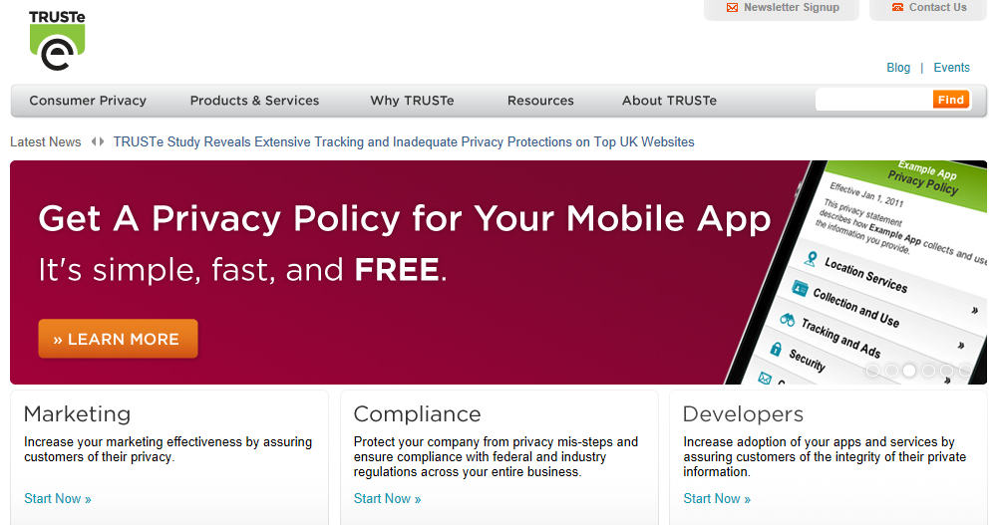 TRUSTe
Newsletter Signup
Contact Us
Blog | Events
Consumer Privacy
Products & Services
Why TRUSTe
Resources
About TRUSTe
Find
Latest News
TRUSTe Study Reveals Extensive Tracking and Inadequate Privacy Protections on Top UK Websites
Get A Privacy Policy for Your Mobile App
It's simple, fast, and FREE.
» LEARN MORE
Example App
Privacy Policy
Effective Jan 1, 2011
This privacy statement
describes how Example App collects and use
the information you provide.
Location Services »
Collection and Use »
Tracking and Ads »
Security »
Marketing
Increase your marketing effectiveness by assuring
customers of their privacy.
Start Now »
Compliance
Protect your company from privacy mis-steps and
ensure compliance with federal and industry
regulations across your entire business.
Start Now »
Developers
Increase adoption of your apps and services by
assuring customers of the integrity of their private
information.
Start Now »